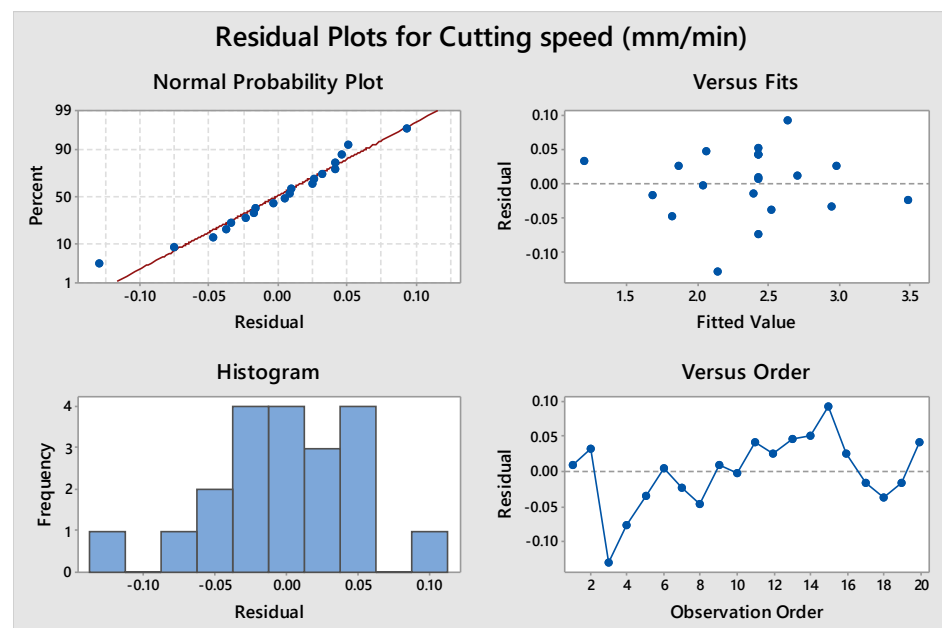 Residual Plots for Cutting speed (mm/min)
Normal Probability Plot
99
90
50
10
1
Percent
-0.10 -0.05 0.00 0.05 0.10
Residual
Versus Fits
0.10
0.05
0.00
-0.05
-0.10
Residual
1.5 2.0 2.5 3.0 3.5
Fitted Value
Histogram
4
3
2
1
0
Frequency
-0.10 -0.05 0.00 0.05 0.10
Residual
Versus Order
0.10
0.05
0.00
-0.05
-0.10
Residual
2 4 6 8 10 12 14 16 18 20
Observation Order